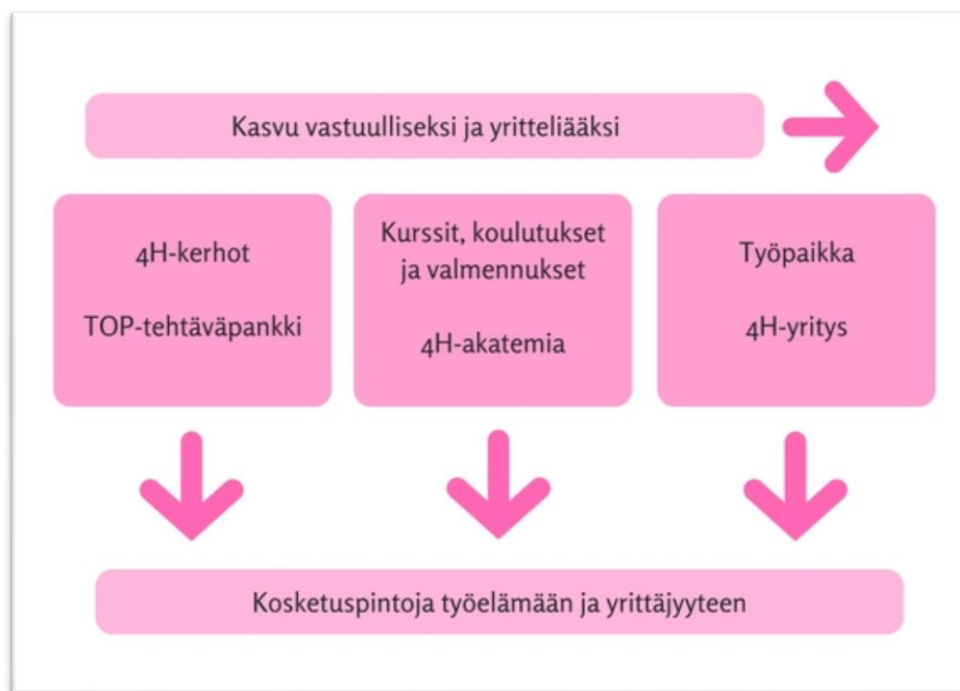 Kasvu vastuulliseksi ja yritteliääksi
4H-kerhot
TOP-tehtäväpankki
Kurssit, koulutukset
ja valmennukset
4H-akatemia
Työpaikka
4H-yritys
Kosketuspintoja työelämään ja yrittäjyyteen